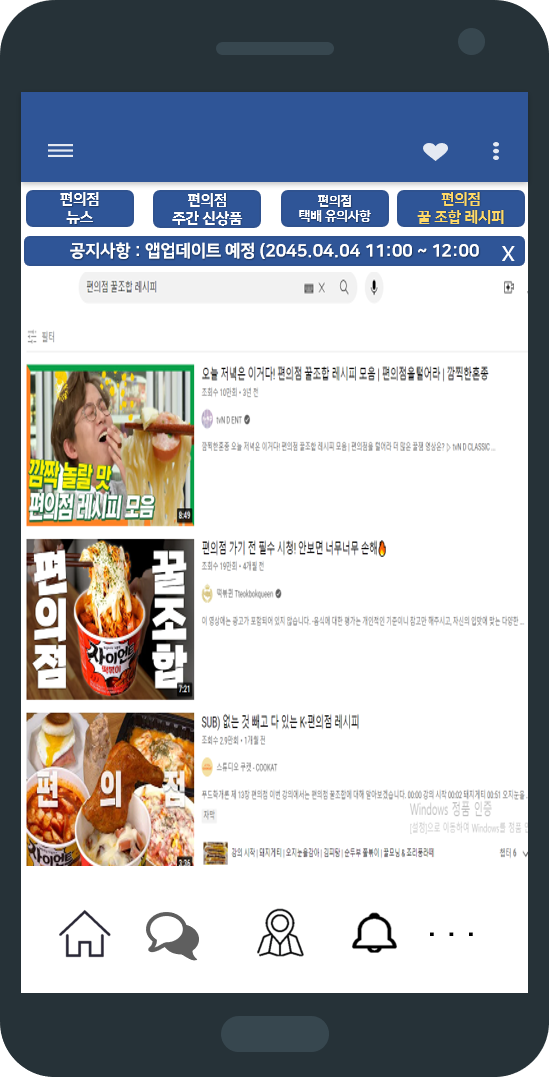 편의점
뉴스
편의점
주간 신상품
편의점
택배 유의사항
편의점
꿀 조합 레시피
공지사항 : 앱업데이트 예정 (2045.04.04 11:00 ~ 12:00 X
편의점 꿀조합 레시피 X
필터
깜짝 놀랄 맛
편의점 레시피 모음
8:49
오늘 저녁은 이거다! 편의점 꿀조합 레시피 모음 | 편의점을털어라 | 깜찍한혼종
조회수 10만회 • 3년 전
tvN D ENT
깜찍한혼종 오늘 저녁은 이거다! 편의점 꿀조합 레시피 모음 | 편의점을 털어라 더 많은 꿀잼 영상은? ▷ tvN D CLASSIC ...
편의점
꿀조합
사이언트
떡볶이
7:21
편의점 가기 전 필수 시청! 안보면 너무너무 손해🔥
조회수 19만회 • 4개월 전
떡볶퀸 Tteokbokqueen
이 영상에는 광고가 포함되어 있지 않습니다. -음식에 대한 평가는 개인적인 기준이니 참고만 해주시고, 자신의 입맛에 맞는 다양한 ...
편의점
사이언트
3:26
SUB) 없는 것 빼고 다 있는 K-편의점 레시피
조회수 2.9만회 • 1개월 전
스튜디오 쿠캣 - COOKAT
푸드화개론 제 13장 편의점 이번 강의에서는 편의점 꿀조합에 대해 알아보겠습니다. 00:00 강의 시작 00:02 돼지게티 00:51 오지눈을
자막
Windows 정품 인증
[설정]으로 이동하여 Windows를 정품 인
강의 시작 | 돼지게티 | 오지눈을감아 | 김피탕 | 순두부 쫄볶이 | 꿀모닝 & 죠리퐁라떼
챕터 6